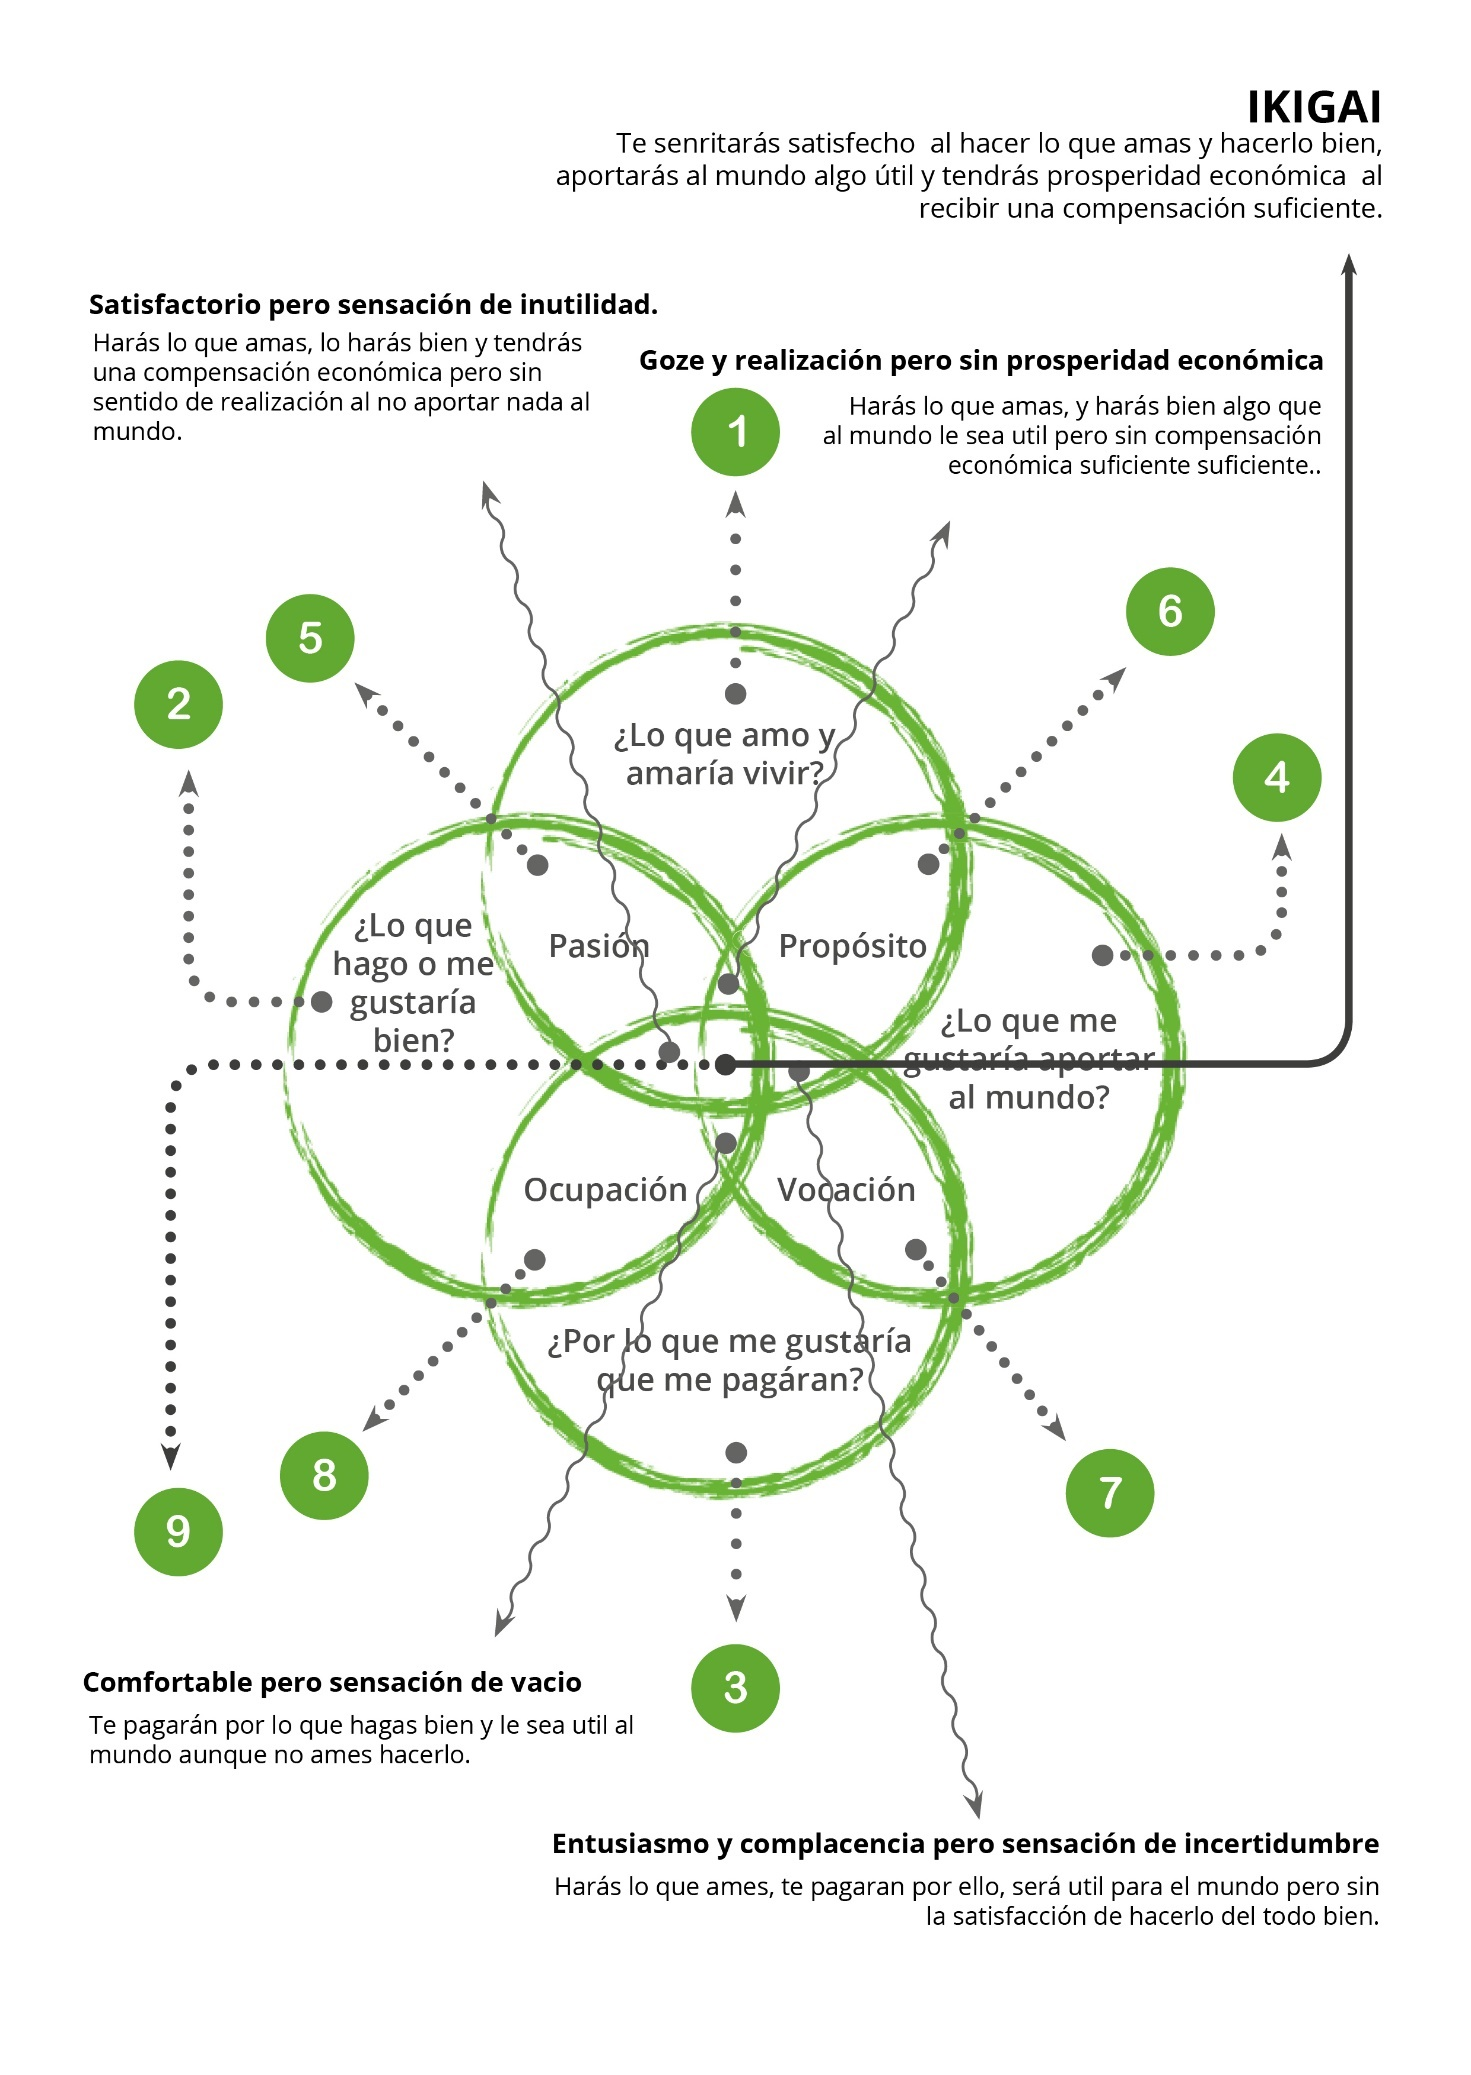 IKIGAI
Te senritarás satisfecho  al hacer lo que amas y hacerlo bien,
aportarás al mundo algo útil y tendrás prosperidad económica  al
recibir una compensación suficiente.
Satisfactorio pero sensación de inutilidad.
Harás lo que amas, lo harás bien y tendrás
una compensación económica pero sin
sentido de realización al no aportar nada al
mundo.
Goze y realización pero sin prosperidad económica
Harás lo que amas, y harás bien algo que
al mundo le sea util pero sin compensación
económica suficiente suficiente..
1
5
6
2
4
¿Lo que amo y
amaría vivir?
¿Lo que
hago o me
gustaría
bien?
Pasión
Propósito
¿Lo que me
gustaría aportar
al mundo?
Ocupación
Vocación
¿Por lo que me gustaría
que me pagáran?
8
7
9
3
Comfortable pero sensación de vacio
Te pagarán por lo que hagas bien y le sea util al
mundo aunque no ames hacerlo.
Entusiasmo y complacencia pero sensación de incertidumbre
Harás lo que ames, te pagaran por ello, será util para el mundo pero sin
la satisfacción de hacerlo del todo bien.